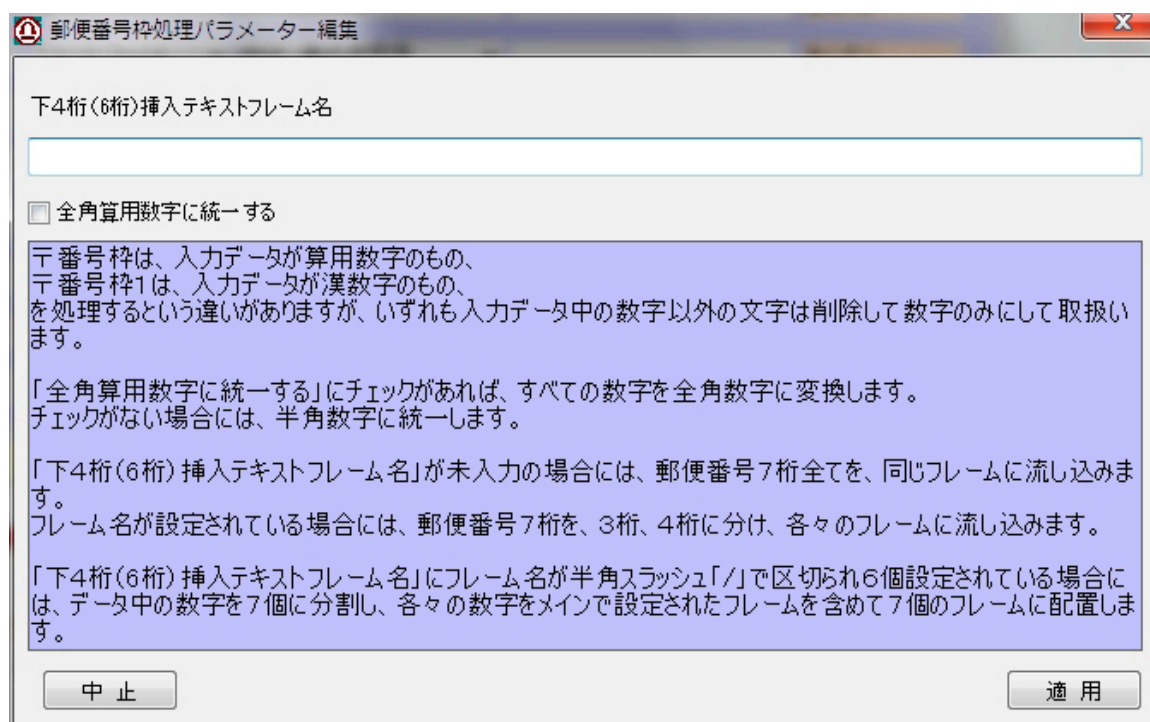 郵便番号枠処理パラメーター編集
下4桁(6桁)挿入テキストフレーム名
全角算用数字に統一する
〒番号枠は、入力データが算用数字のもの、
〒番号枠1は、入力データが漢数字のもの、
を処理するという違いがありますが、いずれも入力データ中の数字以外の文字は削除して数字のみにして取扱い
ます。
「全角算用数字に統一する」にチェックがあれば、すべての数字を全角数字に変換します。
チェックがない場合には、半角数字に統一します。
「下4桁(6桁)挿入テキストフレーム名」が未入力の場合には、郵便番号7桁全てを、同じフレームに流し込みま
す。
フレーム名が設定されている場合には、郵便番号7桁を、3桁、4桁に分け、各々のフレームに流し込みます。
「下4桁(6桁)挿入テキストフレーム名」にフレーム名が半角スラッシュ「/」で区切られ6個設定されている場合に
は、データ中の数字を7個に分割し、各々の数字をメインで設定されたフレームを含めて7個のフレームに配置しま
す。
中 止
適 用